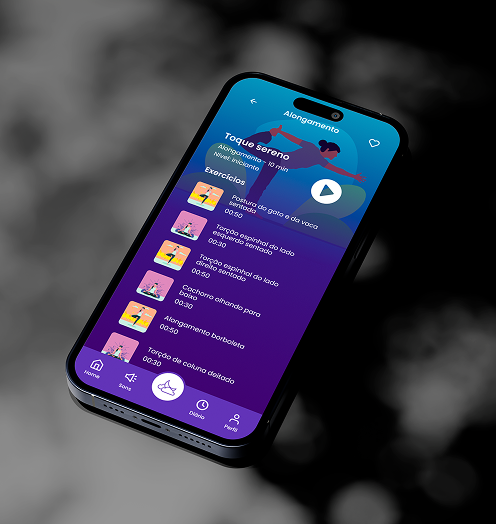 Alongamento
Toque sereno
Alongamento - 10 min
Nível: iniciante
Exercícios
Postura do gato e da vaca
sentada
00:50
Torção espinhal do lado
esquerdo sentado
00:30
Torção espinhal do lado
direito sentado
00:50
Cachorro olhando para
baixo
00:30
Alongamento borboleta
00:50
Torção de coluna deitado
00:30
Home
Sons
Diário
Perfil